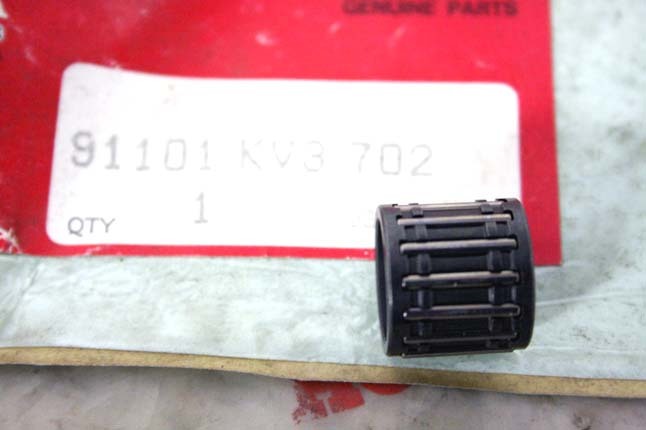 GENUINE PARTS
91101 KV3 702
QTY 1